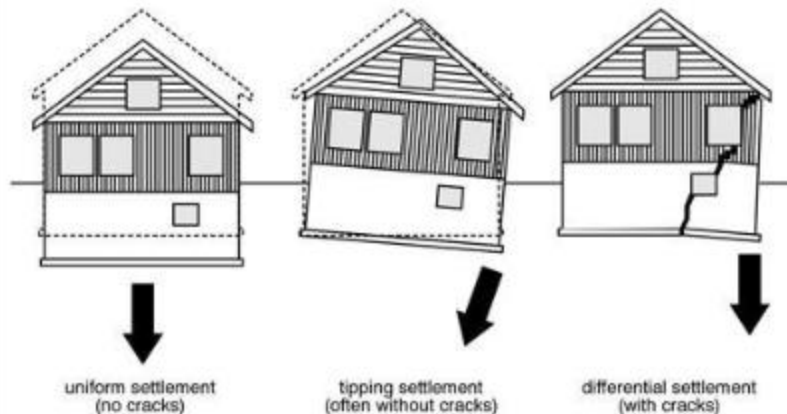 uniform settlement
(no cracks)
tipping settlement
(often without cracks)
differential settlement
(with cracks)